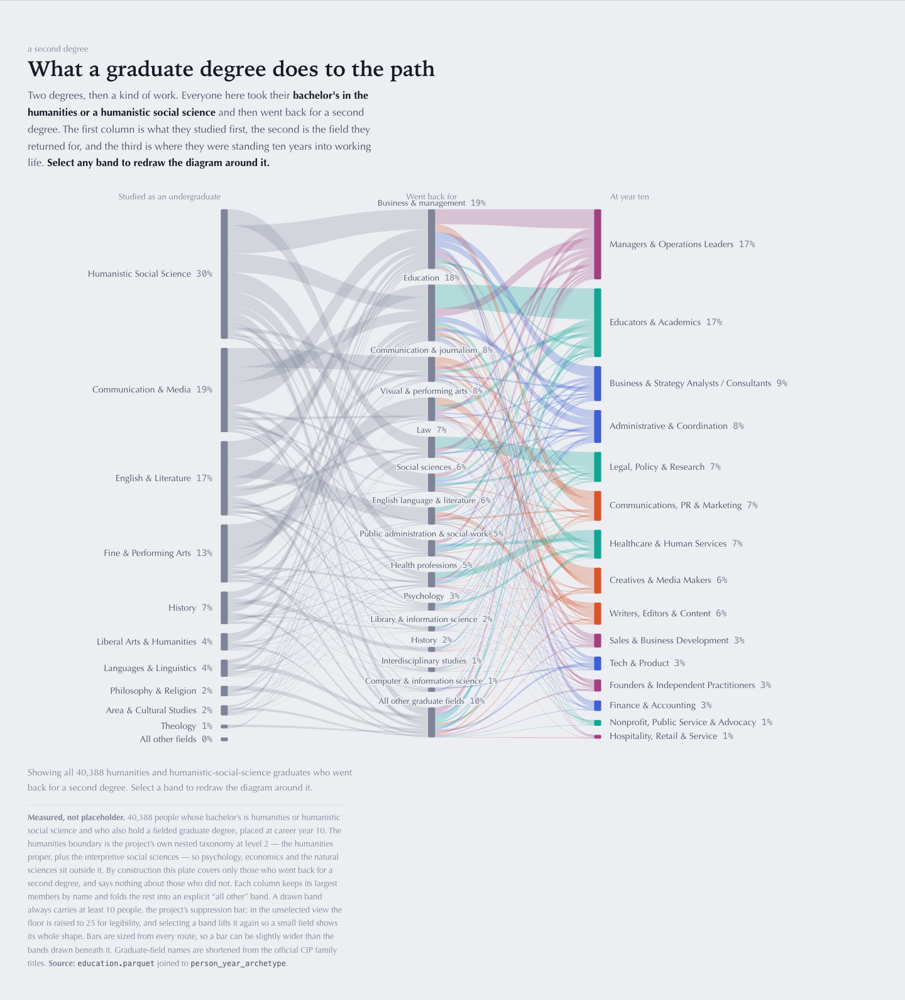 a second degree
What a graduate degree does to the path
Two degrees, then a kind of work. Everyone here took their bachelor's in the
humanities or a humanistic social science and then went back for a second
degree. The first column is what they studied first, the second is the field they
returned for, and the third is where they were standing ten years into working
life. Select any band to redraw the diagram around it.
Studied as an undergraduate
Humanistic Social Science 30%
Communication & Media 19%
English & Literature 17%
Fine & Performing Arts 13%
History 7%
Liberal Arts & Humanities 4%
Languages & Linguistics 4%
Philosophy & Religion 2%
Area & Cultural Studies 2%
Theology 1%
All other fields 0%
Went back for
Business & management 19%
Education 18%
Communication & journalism 8%
Visual & performing arts 8%
Law 7%
Social sciences 6%
English language & literature 6%
Public administration & social work 5%
Health professions 5%
Psychology 3%
Library & information science 2%
History 2%
Interdisciplinary studies 1%
Computer & information science 1%
All other graduate fields 10%
At year ten
Managers & Operations Leaders 17%
Educators & Academics 17%
Business & Strategy Analysts / Consultants 9%
Administrative & Coordination 8%
Legal, Policy & Research 7%
Communications, PR & Marketing 7%
Healthcare & Human Services 7%
Creatives & Media Makers 6%
Writers, Editors & Content 6%
Sales & Business Development 3%
Tech & Product 3%
Founders & Independent Practitioners 3%
Finance & Accounting 3%
Nonprofit, Public Service & Advocacy 1%
Hospitality, Retail & Service 1%
Showing all 40,388 humanities and humanistic-social-science graduates who went
back for a second degree. Select a band to redraw the diagram around it.
Measured, not placeholder. 40,388 people whose bachelor’s is humanities or humanistic
social science and who also hold a fielded graduate degree, placed at career year 10. The
humanities boundary is the project’s own nested taxonomy at level 2 — the humanities
proper, plus the interpretive social sciences — so psychology, economics and the natural
sciences sit outside it. By construction this plate covers only those who went back for a
second degree, and says nothing about those who did not. Each column keeps its largest
members by name and folds the rest into an explicit “all other” band. A drawn band
always carries at least 10 people, the project’s suppression bar; in the unselected view the
floor is raised to 25 for legibility, and selecting a band lifts it again so a small field shows
its whole shape. Bars are sized from every route, so a bar can be slightly wider than the
bands drawn beneath it. Graduate-field names are shortened from the official CIP family
titles. Source: education.parquet joined to person_year_archetype.